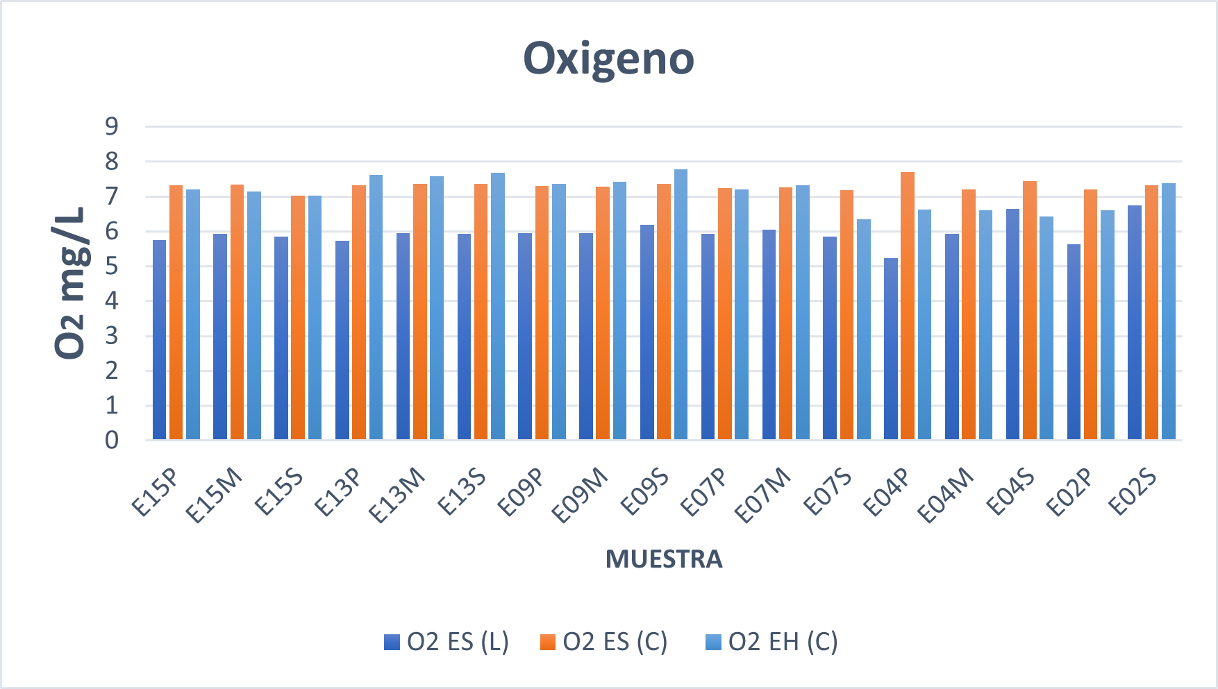 Oxigeno
O2 mg/L
9
8
7
6
5
4
3
2
1
0
E15P E15M E15S E13P E13M E13S E09P E09M E09S E07P E07M E07S E04P E04M E04S E02P E02S
MUESTRA
O2 ES (L) O2 ES (C) O2 EH (C)